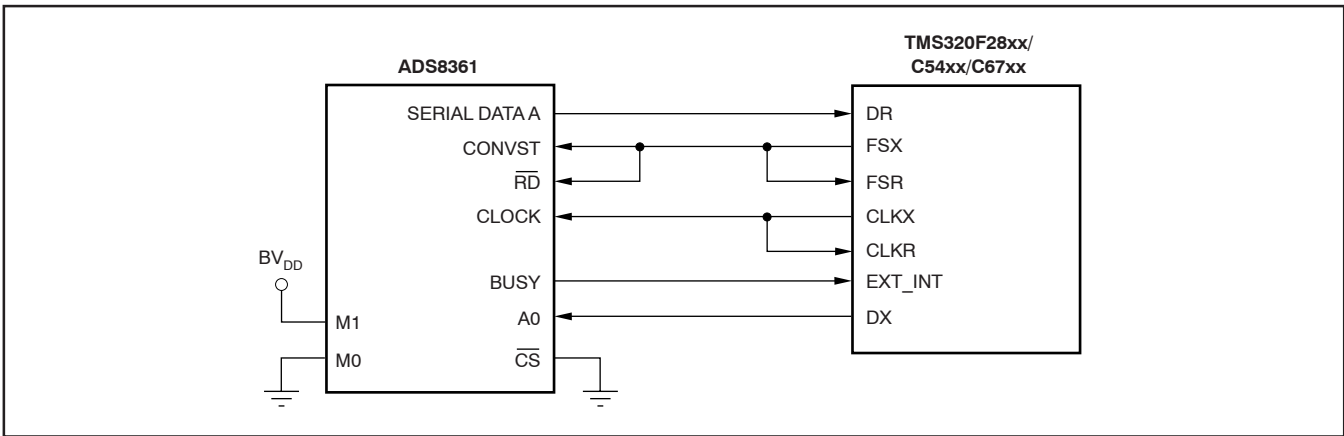 TMS320F28xx/
C54xx/C67xx
ADS8361
SERIAL DATA A
DR
CONVST
FSX
RD
FSR
CLOCK
CLKX
CLKR
BVDD
BUSY
EXT_INT
M1
A0
DX
M0
CS